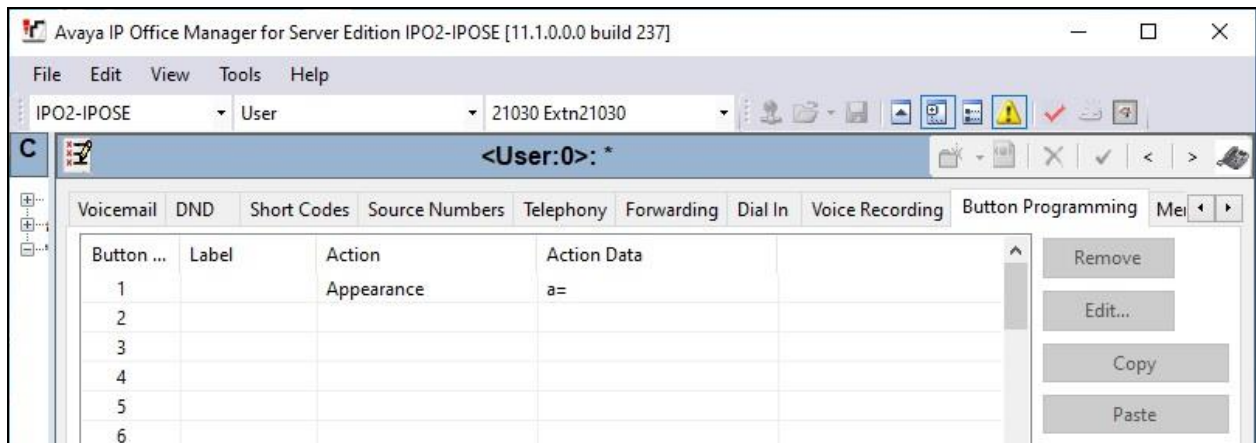 Avaya IP Office Manager for Server Edition IPO2-IPOSE [11.1.0.0.0 build 237]
File Edit View Tools Help
IPO2-IPOSE User 21030 Extn21030
C <User:0>: *
Voicemail DND Short Codes Source Numbers Telephony Forwarding Dial In Voice Recording Button Programming
Button ... Label Action Action Data Remove
1 Appearance a=
2 Edit...
3
4 Copy
5 Paste
6